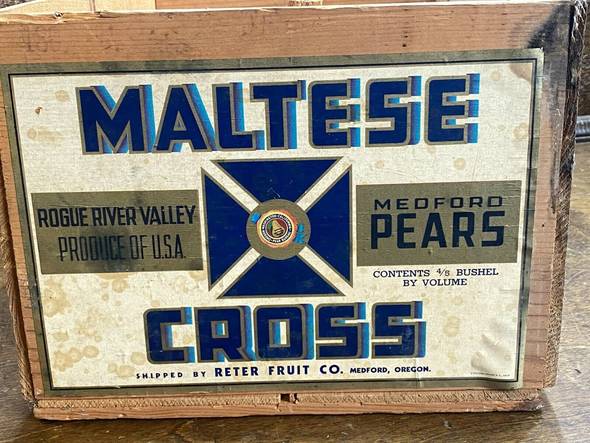 MALTESE
ROGUE RIVER VALLEY
PRODUCE OF U.S.A.
MEDFORD
PEARS
CONTENTS 4/5 BUSHEL
BY VOLUME
CROSS
SHIPPED BY RETER FRUIT CO. MEDFORD, OREGON.